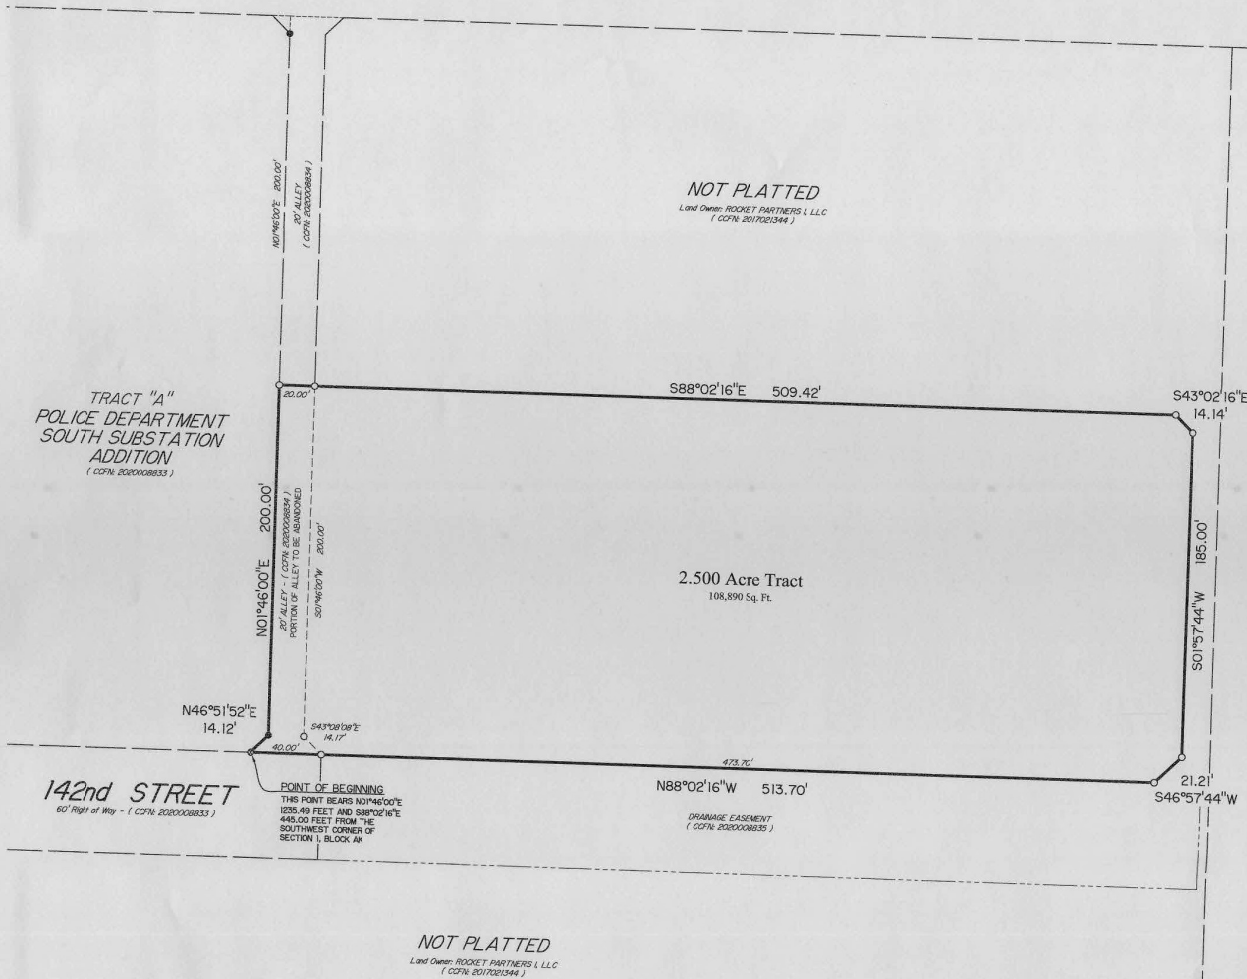 N01°46'00"E 200.00'
20' ALLEY
( CCFN: 2020008834 )
NOT PLATTED
Land Owner: ROCKET PARTNERS I, LLC
( CCFN: 2017021344 )
TRACT "A"
POLICE DEPARTMENT
SOUTH SUBSTATION
ADDITION
( CCFN: 2020008833 )
20.00'
S88°02'16"E 509.42'
S43°02'16"E
14.14'
N01°46'00"E 200.00'
20' ALLEY - ( CCFN: 2020008834 )
PORTION OF ALLEY TO BE ABANDONED
S01°46'00"W 200.00'
2.500 Acre Tract
108,890 Sq. Ft.
S01°57'44"W 185.00'
N46°51'52"E
14.12'
S43°08'08"E
14.17'
40.00'
473.70'
N88°02'16"W 513.70'
21.21'
S46°57'44"W
142nd STREET
60' Right of Way - ( CCFN: 2020008833 )
POINT OF BEGINNING
THIS POINT BEARS N01°46'00"E
1235.49 FEET AND S88°02'16"E
445.00 FEET FROM THE
SOUTHWEST CORNER OF
SECTION 1, BLOCK AK
DRAINAGE EASEMENT
( CCFN: 2020008835 )
NOT PLATTED
Land Owner: ROCKET PARTNERS I, LLC
( CCFN: 2017021344 )